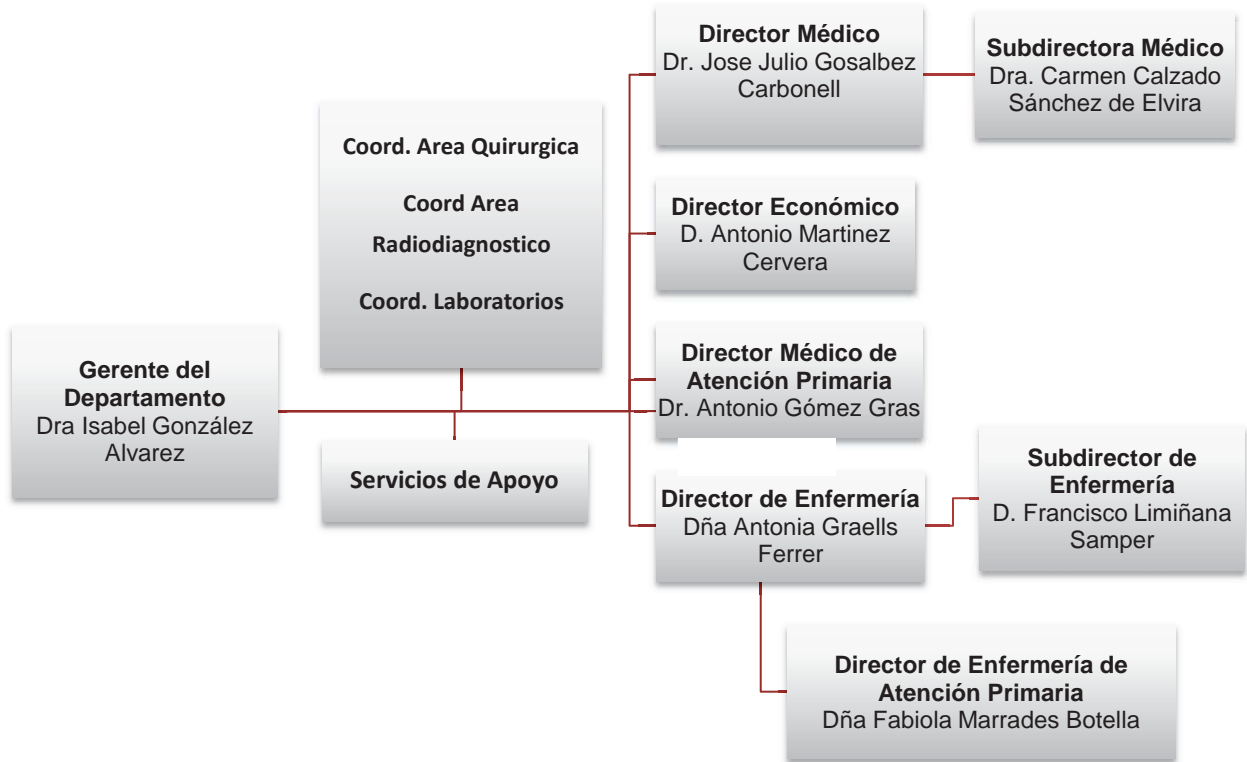 Director Médico
Dr. Jose Julio Gosalbez
Carbonell
Subdirectora Médico
Dra. Carmen Calzado
Sánchez de Elvira
Coord. Area Quirurgica
Coord Area
Radiodiagnostico
Coord. Laboratorios
Director Económico
D. Antonio Martinez
Cervera
Gerente del
Departamento
Dra Isabel González
Alvarez
Director Médico de
Atención Primaria
Dr. Antonio Gómez Gras
Servicios de Apoyo
Director de Enfermería
Dña Antonia Graells
Ferrer
Subdirector de
Enfermería
D. Francisco Limiñana
Samper
Director de Enfermería de
Atención Primaria
Dña Fabiola Marrades Botella